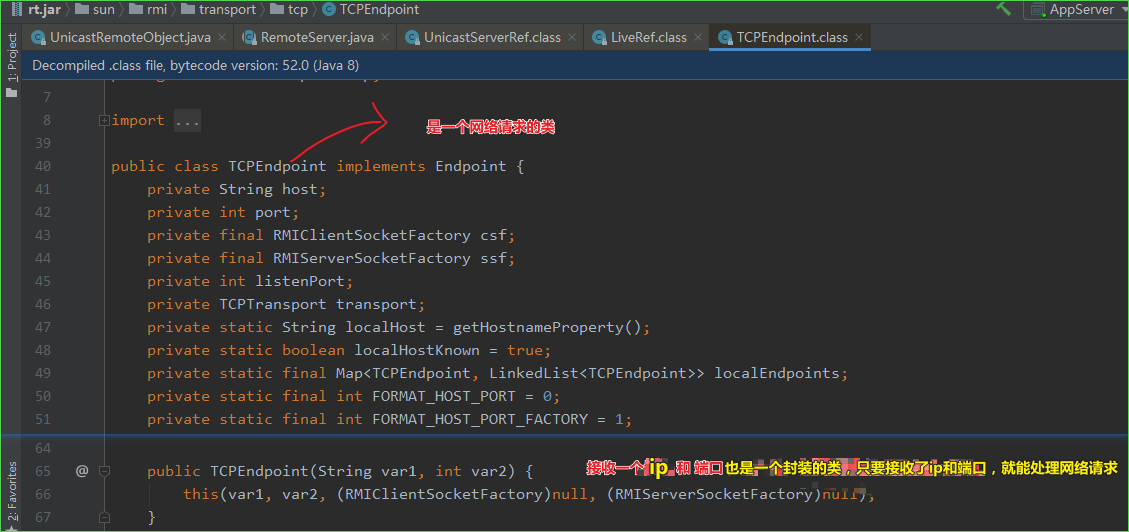 rt.jar sun rmi transport tcp TCPEndpoint AppServer
UnicastRemoteObject.java RemoteServer.java UnicastServerRef.class LiveRef.class TCPEndpoint.class
1: Project
Decompiled .class file, bytecode version: 52.0 (Java 8)
7
8 import ...
是一个网络请求的类
39
40 public class TCPEndpoint implements Endpoint {
41 private String host;
42 private int port;
43 private final RMIClientSocketFactory csf;
44 private final RMIServerSocketFactory ssf;
45 private int listenPort;
46 private TCPTransport transport;
47 private static String localHost = getHostnameProperty();
48 private static boolean localHostKnown = true;
49 private static final Map<TCPEndpoint, LinkedList<TCPEndpoint>> localEndpoints;
50 private static final int FORMAT_HOST_PORT = 0;
51 private static final int FORMAT_HOST_PORT_FACTORY = 1;
64
65 @ public TCPEndpoint(String var1, int var2) {
接收一个 ip 和 端口也是一个封装的类，只要接收了ip和端口，就能处理网络请求
66 this(var1, var2, (RMIClientSocketFactory)null, (RMIServerSocketFactory)null);
67 }
2: Favorites